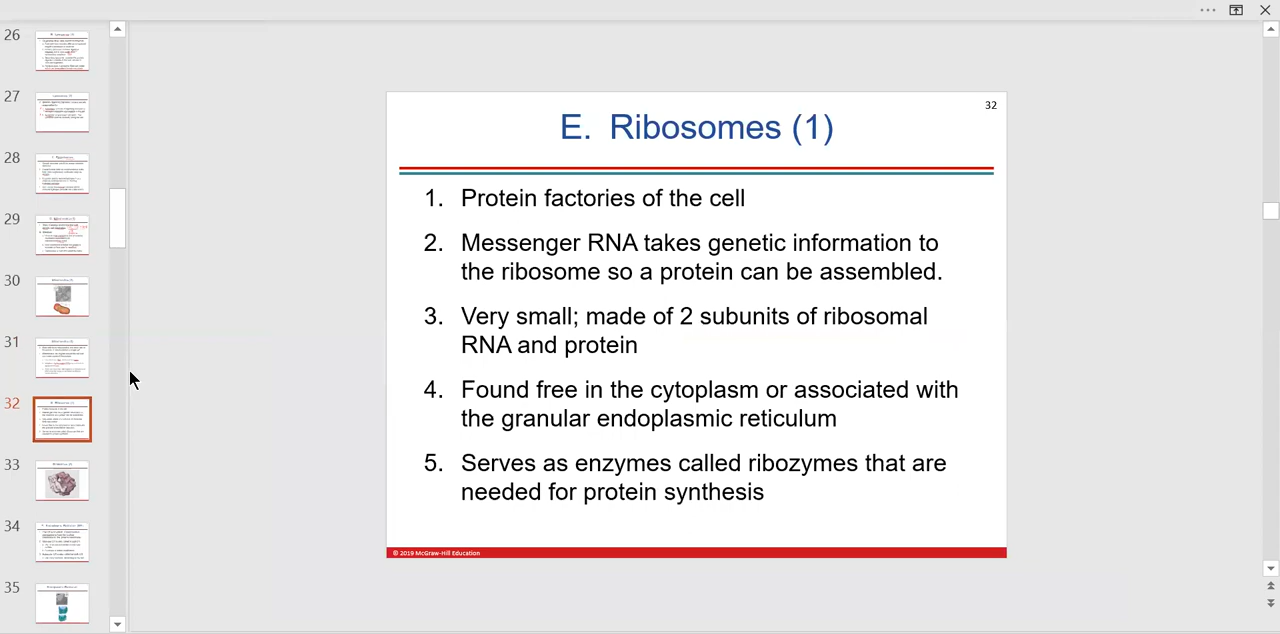 26
27
28
29
30
31
32
33
34
35
32
E. Ribosomes (1)
1. Protein factories of the cell
2. Messenger RNA takes genetic information to
the ribosome so a protein can be assembled.
3. Very small; made of 2 subunits of ribosomal
RNA and protein
4. Found free in the cytoplasm or associated with
the granular endoplasmic reticulum
5. Serves as enzymes called ribozymes that are
needed for protein synthesis
© 2019 McGraw-Hill Education